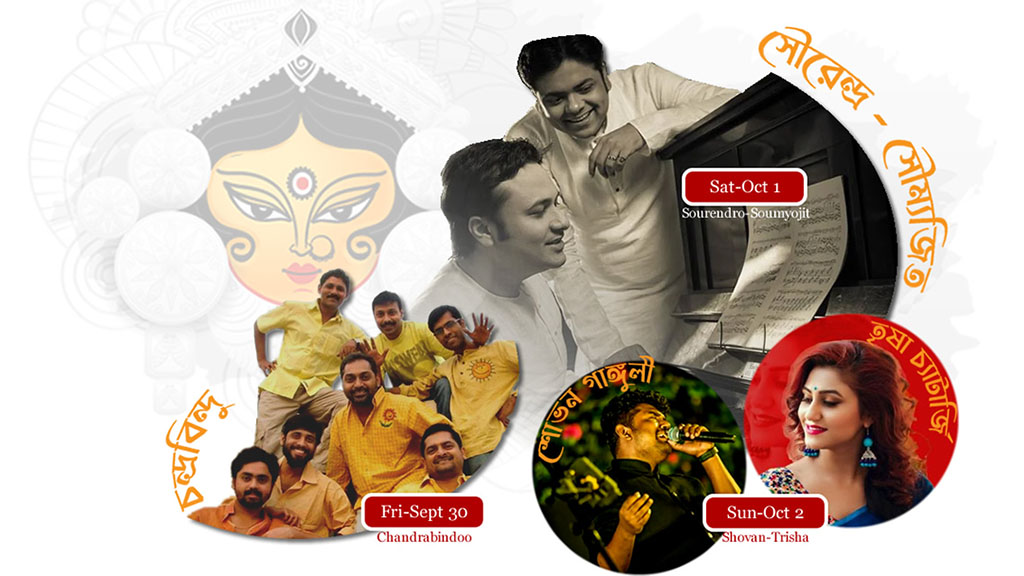 সৌরেন্দ্র - সৌম্যজিত
Sat-Oct 1
Sourendro-Soumyojit
চন্দ্রবিন্দু
Fri-Sept 30
Chandrabindoo
শোভন গাঙ্গুলী
তৃষা চ্যাটার্জি
Sun-Oct 2
Shovan-Trisha